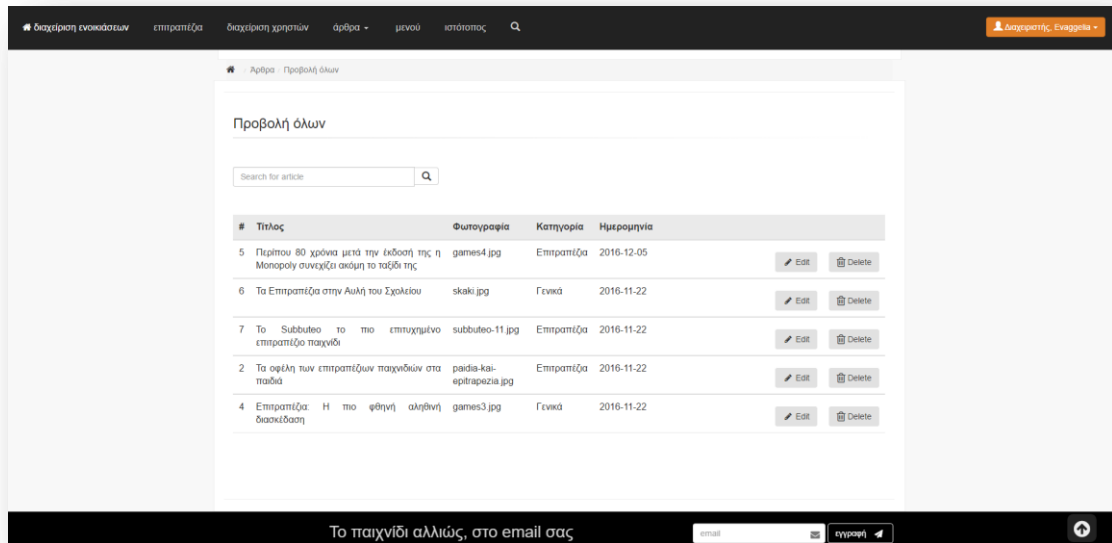 διαχείριση ενοικιάσεων επιτραπέζια διαχείριση χρηστών άρθρα μενού ιστότοπος Διαχειριστής, Evaggelia
Άρθρα Προβολή όλων
Προβολή όλων
Search for article
# Τίτλος Φωτογραφία Κατηγορία Ημερομηνία
5 Περίπου 80 χρόνια μετά την έκδοσή της η games4.jpg Επιτραπέζια 2016-12-05
Monopoly συνεχίζει ακόμη το ταξίδι της Edit Delete
6 Τα Επιτραπέζια στην Αυλή του Σχολείου skaki.jpg Γενικά 2016-11-22
Edit Delete
7 Το Subbuteo το πιο επιτυχημένο subbuteo-11.jpg Επιτραπέζια 2016-11-22
επιτραπέζιο παιχνίδι Edit Delete
2 Τα οφέλη των επιτραπέζιων παιχνιδιών στα paidia-kai- Επιτραπέζια 2016-11-22
παιδιά epitrapezia.jpg Edit Delete
4 Επιτραπέζια: Η πιο φθηνή αληθινή games3.jpg Γενικά 2016-11-22
διασκέδαση Edit Delete
Το παιχνίδι αλλιώς, στο email σας email εγγραφή